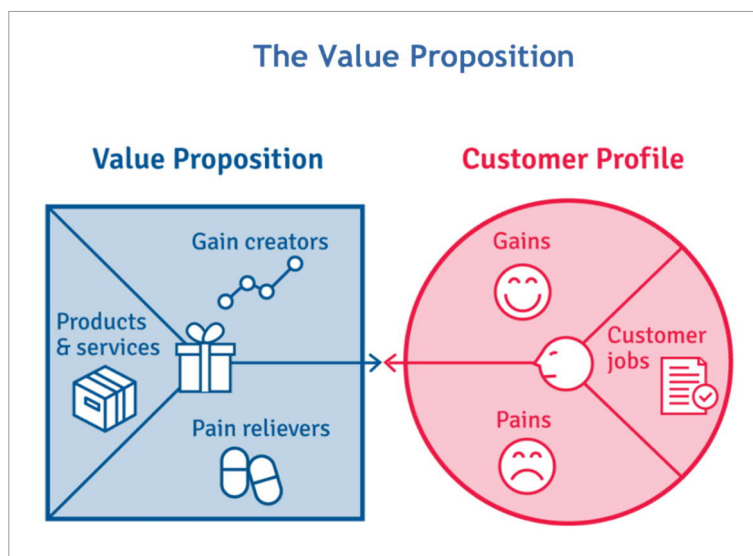 The Value Proposition
Value Proposition
Customer Profile
Gain creators
Products
& services
Pain relievers
Gains
Customer
jobs
Pains